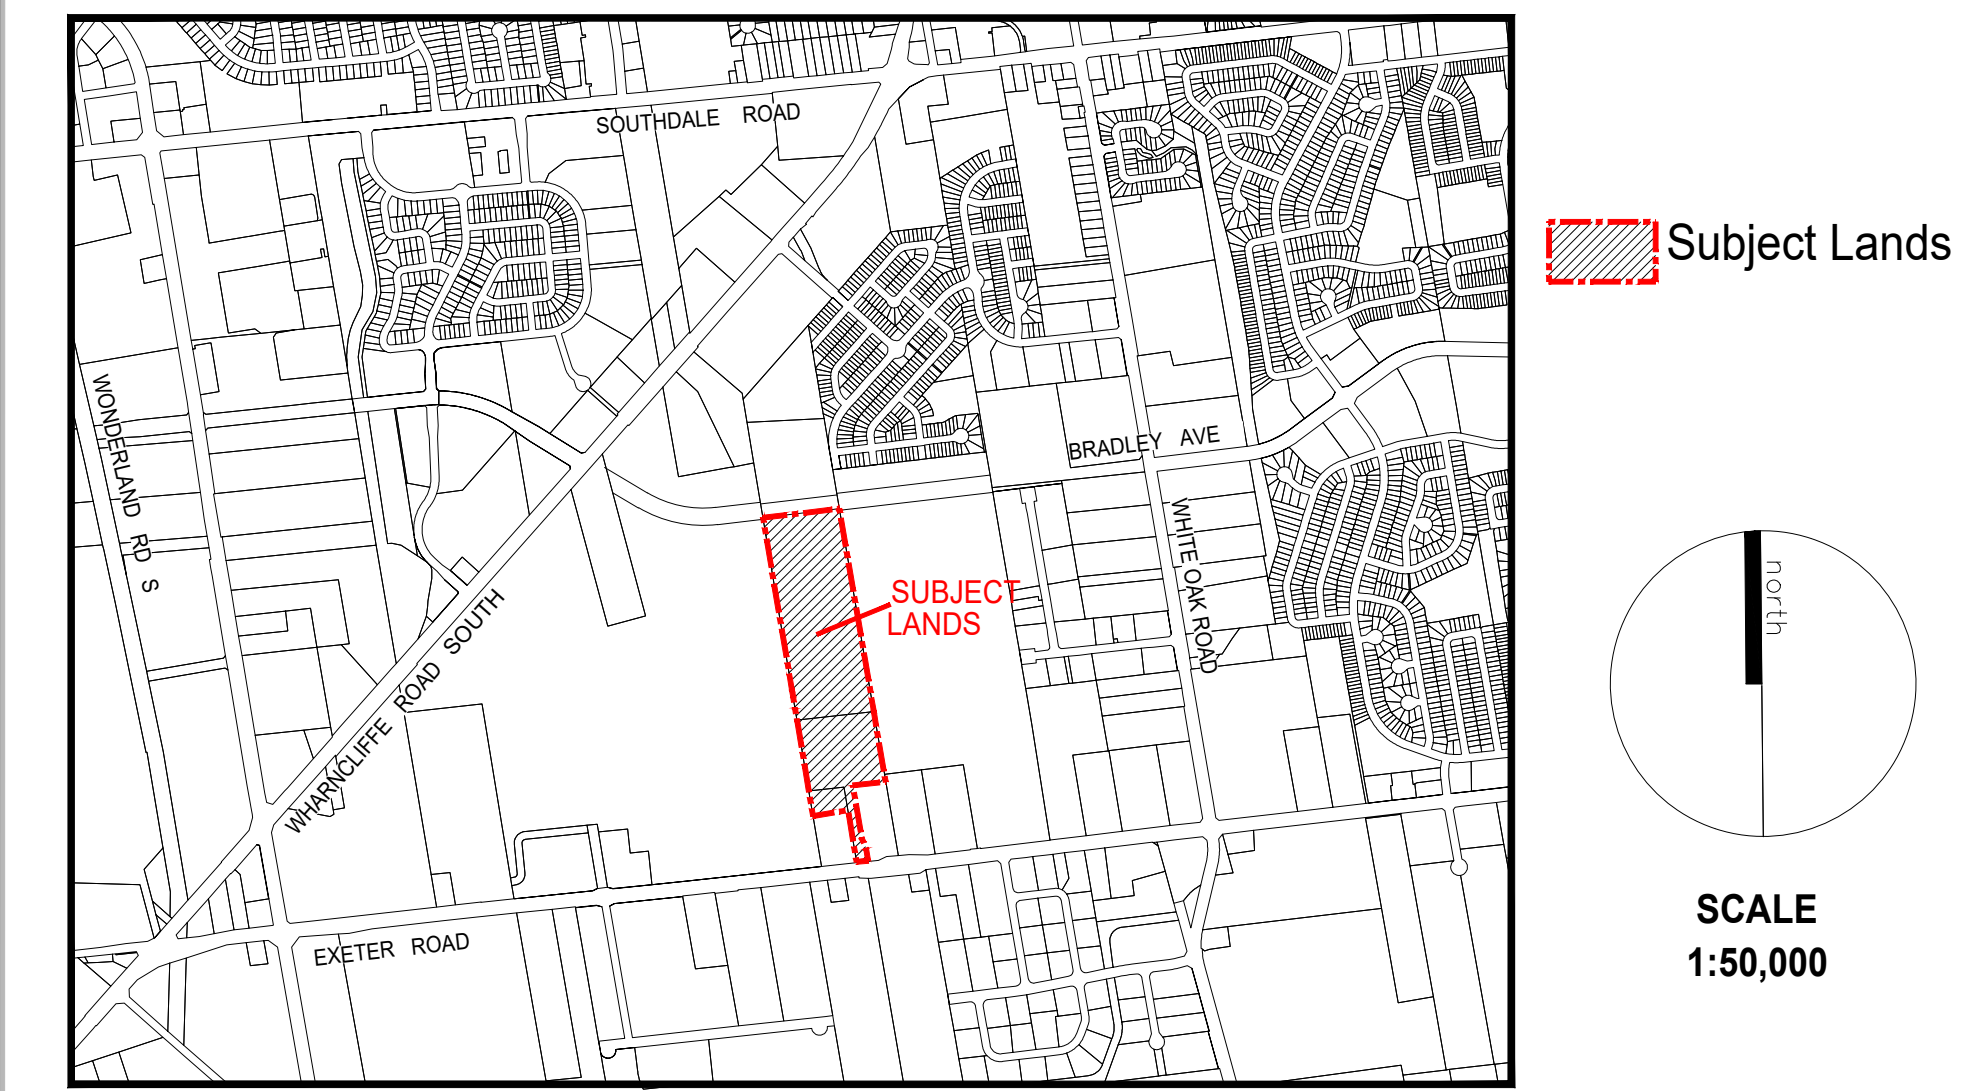 SOUTHDALE ROAD
Subject Lands
WONDERLAND RD S
BRADLEY AVE
WHITE OAK ROAD
SUBJECT
LANDS
north
WHARNCLIFFE ROAD SOUTH
EXETER ROAD
SCALE
1:50,000